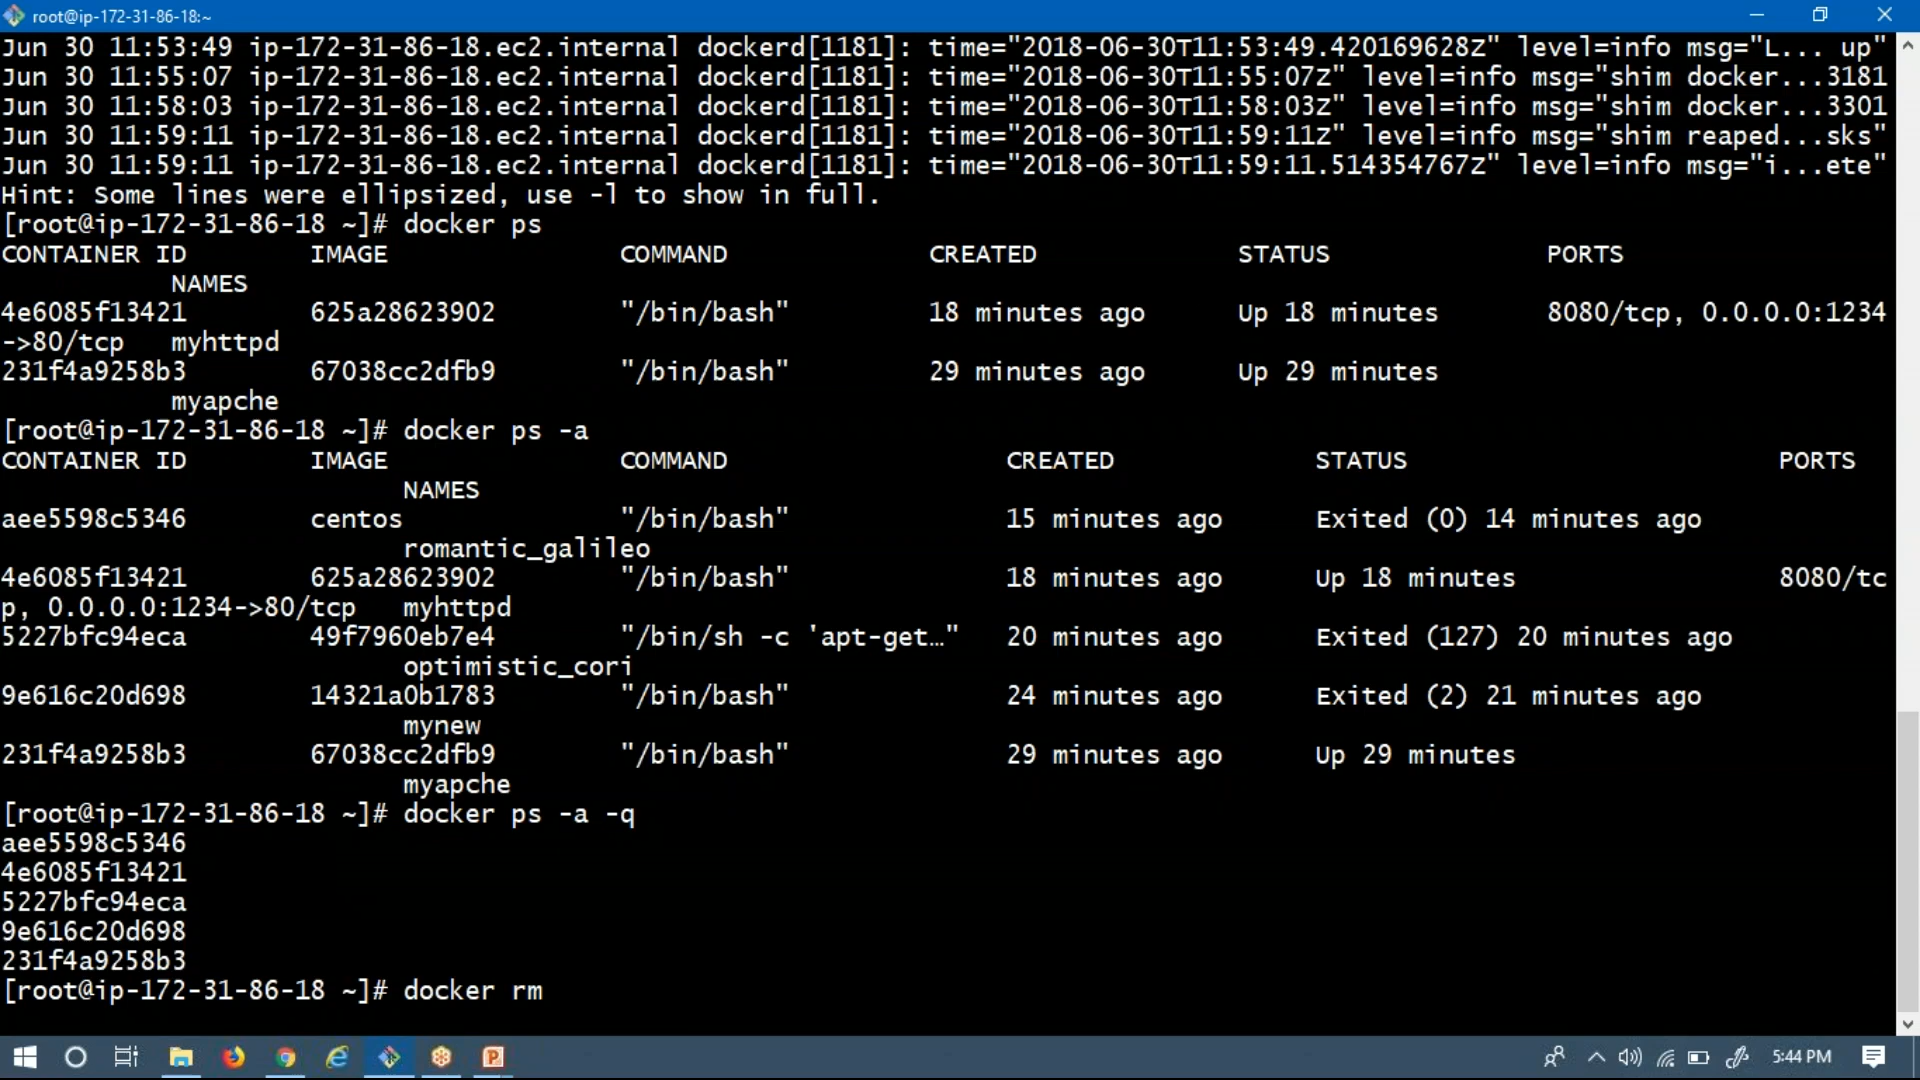 root@ip-172-31-86-18:~
Jun 30 11:53:49 ip-172-31-86-18.ec2.internal dockerd[1181]: time="2018-06-30T11:53:49.420169628Z" level=info msg="L... up"
Jun 30 11:55:07 ip-172-31-86-18.ec2.internal dockerd[1181]: time="2018-06-30T11:55:07Z" level=info msg="shim docker...3181
Jun 30 11:58:03 ip-172-31-86-18.ec2.internal dockerd[1181]: time="2018-06-30T11:58:03Z" level=info msg="shim docker...3301
Jun 30 11:59:11 ip-172-31-86-18.ec2.internal dockerd[1181]: time="2018-06-30T11:59:11Z" level=info msg="shim reaped...sks"
Jun 30 11:59:11 ip-172-31-86-18.ec2.internal dockerd[1181]: time="2018-06-30T11:59:11.514354767Z" level=info msg="i...ete"
Hint: Some lines were ellipsized, use -l to show in full.
[root@ip-172-31-86-18 ~]# docker ps
CONTAINER ID        IMAGE               COMMAND             CREATED             STATUS              PORTS
           NAMES
4e6085f13421        625a28623902        "/bin/bash"         18 minutes ago      Up 18 minutes       8080/tcp, 0.0.0.0:1234
->80/tcp   myhttpd
231f4a9258b3        67038cc2dfb9        "/bin/bash"         29 minutes ago      Up 29 minutes
           myapche
[root@ip-172-31-86-18 ~]# docker ps -a
CONTAINER ID        IMAGE               COMMAND                  CREATED             STATUS                        PORTS
                          NAMES
aee5598c5346        centos              "/bin/bash"              15 minutes ago      Exited (0) 14 minutes ago
                          romantic_galileo
4e6085f13421        625a28623902        "/bin/bash"              18 minutes ago      Up 18 minutes                 8080/tc
p, 0.0.0.0:1234->80/tcp   myhttpd
5227bfc94eca        49f7960eb7e4        "/bin/sh -c 'apt-get…"   20 minutes ago      Exited (127) 20 minutes ago
                          optimistic_cori
9e616c20d698        14321a0b1783        "/bin/bash"              24 minutes ago      Exited (2) 21 minutes ago
                          mynew
231f4a9258b3        67038cc2dfb9        "/bin/bash"              29 minutes ago      Up 29 minutes
                          myapche
[root@ip-172-31-86-18 ~]# docker ps -a -q
aee5598c5346
4e6085f13421
5227bfc94eca
9e616c20d698
231f4a9258b3
[root@ip-172-31-86-18 ~]# docker rm
5:44 PM